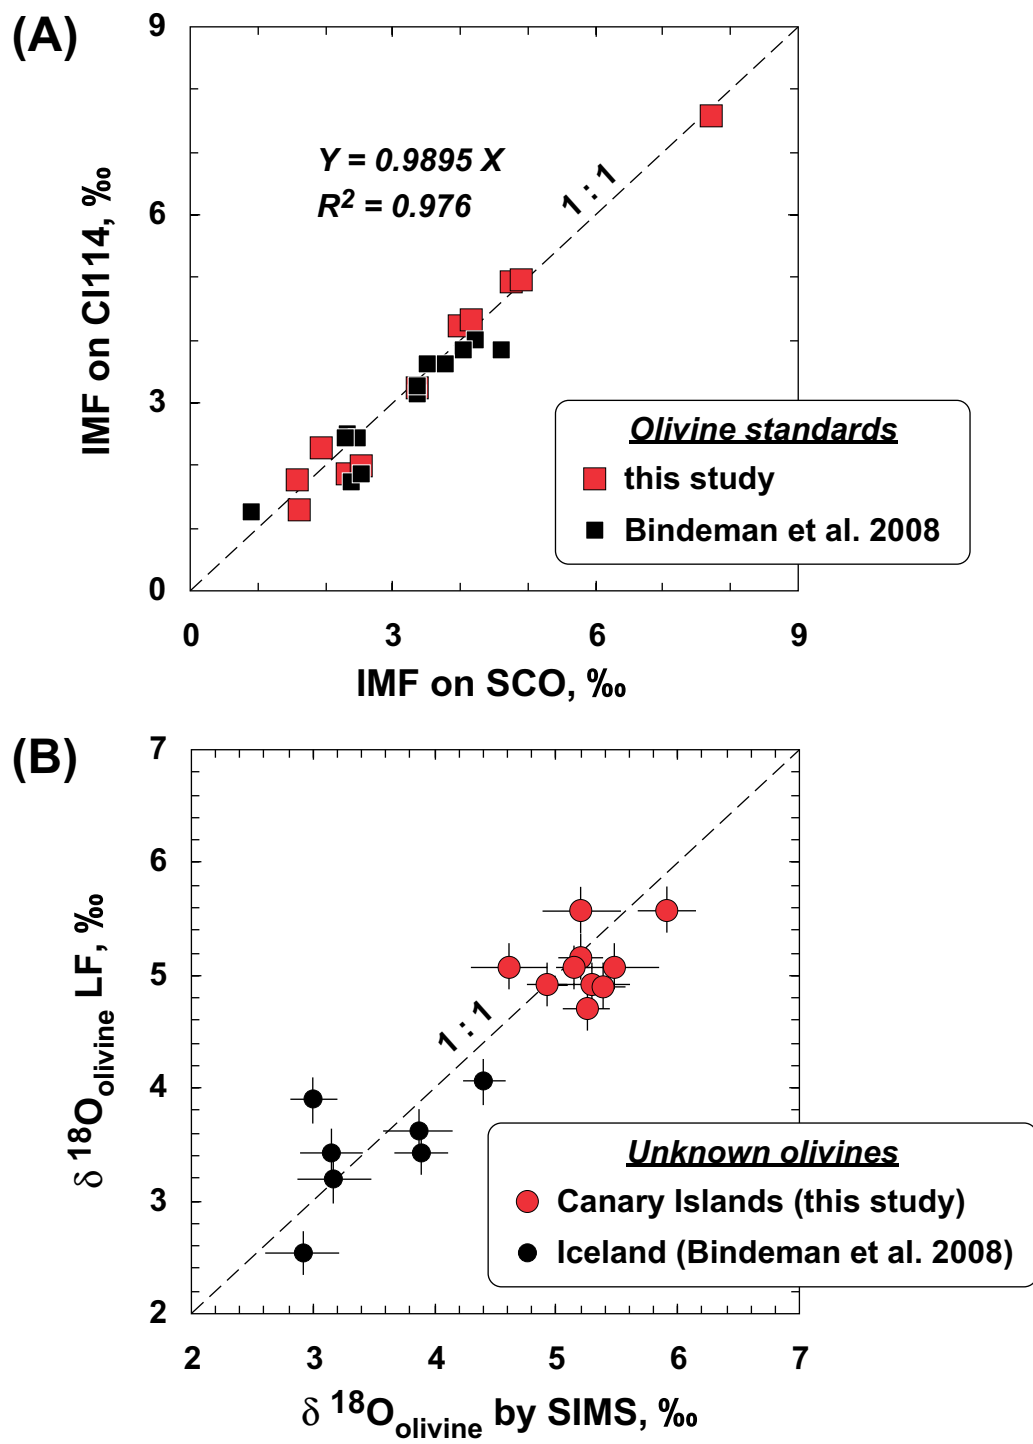 (A)
9
6
3
0
IMF on CI114, ‰
Y = 0.9895 X
R² = 0.976
1 : 1
Olivine standards
this study
Bindeman et al. 2008
0 3 6 9
IMF on SCO, ‰
(B)
7
6
5
4
3
2
δ ¹⁸Oolivine LF, ‰
1 : 1
Unknown olivines
Canary Islands (this study)
Iceland (Bindeman et al. 2008)
2 3 4 5 6 7
δ ¹⁸Oolivine by SIMS, ‰